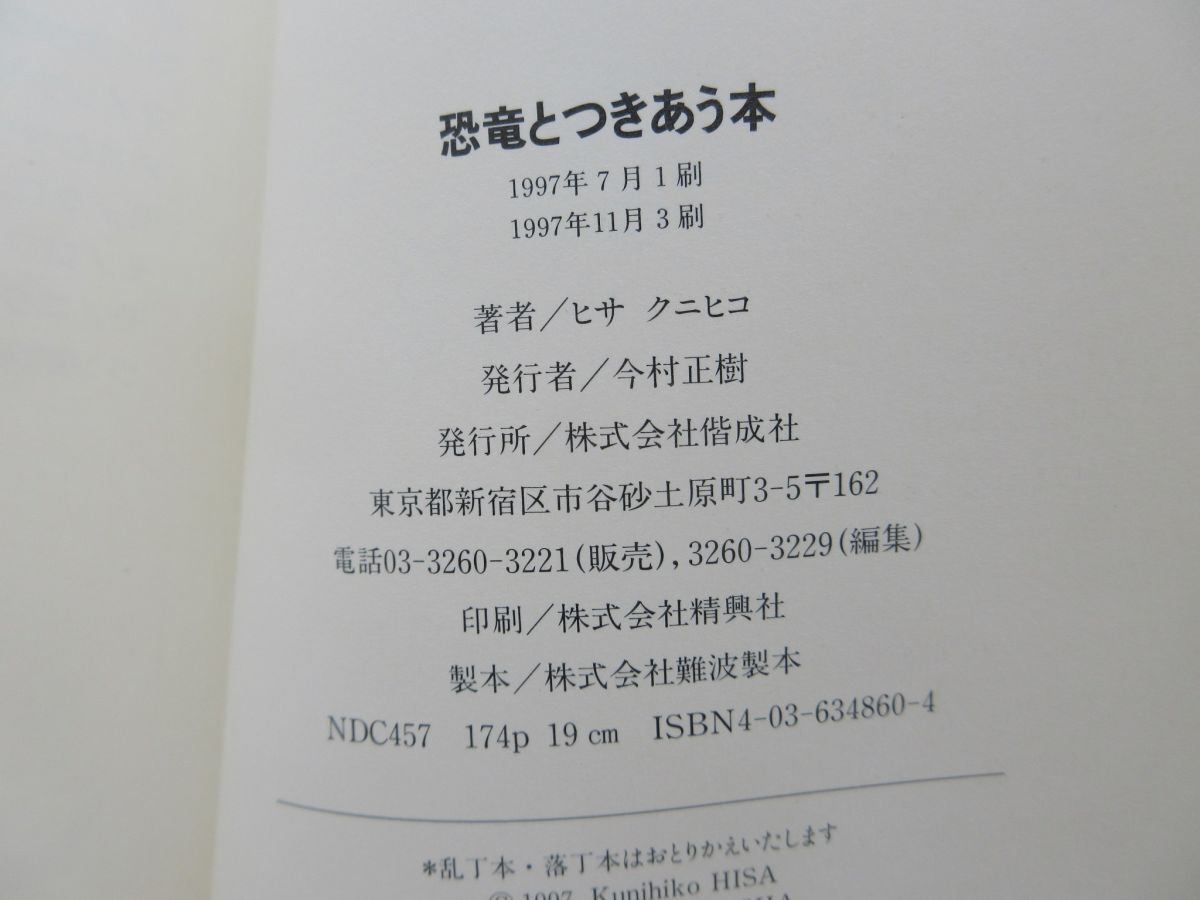 恐竜とつきあう本
1997年7月1刷
1997年11月3刷
著者/ヒサ クニヒコ
発行者/今村正樹
発行所/株式会社偕成社
東京都新宿区市谷砂土原町3-5〒162
電話03-3260-3221(販売),3260-3229(編集)
印刷/株式会社精興社
製本/株式会社難波製本
NDC457 174p 19cm ISBN4-03-634860-4
*乱丁本・落丁本はおとりかえいたします
© 1997, Kunihiko HISA